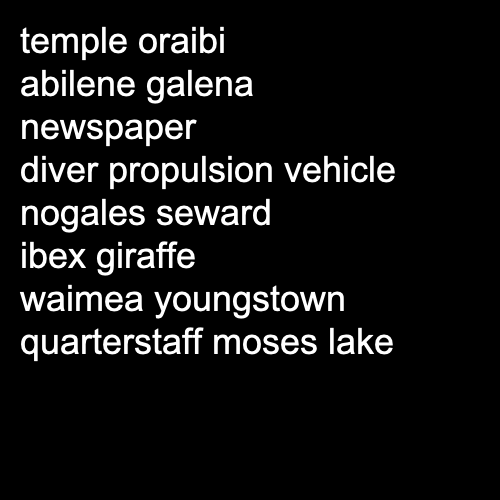 temple oraibi
abilene galena
newspaper
diver propulsion vehicle
nogales seward
ibex giraffe
waimea youngstown
quarterstaff moses lake